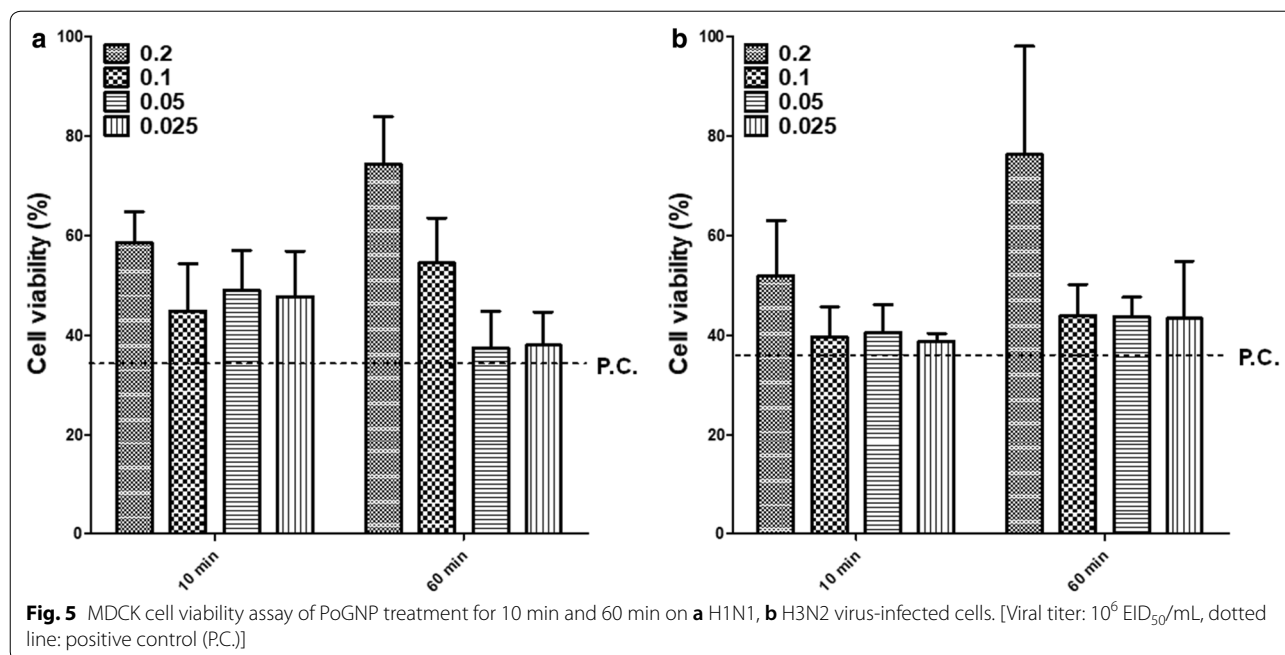 a
100
80
60
40
20
0
Cell viability (%)
0.2
0.1
0.05
0.025
P.C.
10 min
60 min
b
100
80
60
40
20
0
Cell viability (%)
0.2
0.1
0.05
0.025
P.C.
10 min
60 min
Fig. 5 MDCK cell viability assay of PoGNP treatment for 10 min and 60 min on a H1N1, b H3N2 virus-infected cells. [Viral titer: 10⁶ EID₅₀/mL, dotted
line: positive control (P.C.)]